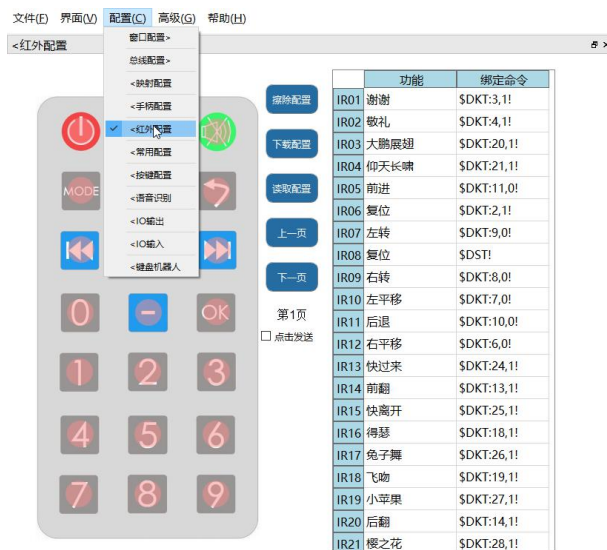 文件(F) 界面(V) 配置(C) 高级(G) 帮助(H)
<红外配置
窗口配置>
总线配置>
<映射配置
<手柄配置
<红外配置
<常用配置
<按键配置
<语音识别
<IO输出
<IO输入
<键盘机器人
MODE
0 - OK
1 2 3
4 5 6
7 8 9
擦除配置
下载配置
读取配置
上一页
下一页
第1页
点击发送
功能 绑定命令
IR01 谢谢 $DKT:3,1!
IR02 敬礼 $DKT:4,1!
IR03 大鹏展翅 $DKT:20,1!
IR04 仰天长啸 $DKT:21,1!
IR05 前进 $DKT:11,0!
IR06 复位 $DKT:2,1!
IR07 左转 $DKT:9,0!
IR08 复位 $DST!
IR09 右转 $DKT:8,0!
IR10 左平移 $DKT:7,0!
IR11 后退 $DKT:10,0!
IR12 右平移 $DKT:6,0!
IR13 快过来 $DKT:24,1!
IR14 前翻 $DKT:13,1!
IR15 快离开 $DKT:25,1!
IR16 得瑟 $DKT:18,1!
IR17 兔子舞 $DKT:26,1!
IR18 飞吻 $DKT:19,1!
IR19 小苹果 $DKT:27,1!
IR20 后翻 $DKT:14,1!
IR21 樱之花 $DKT:28,1!